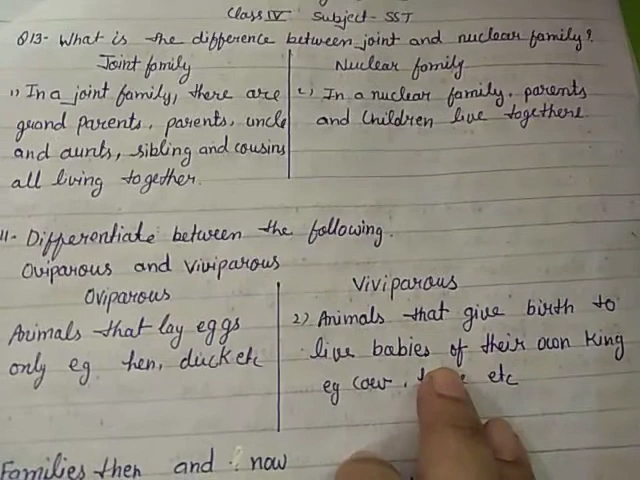 Class IV Subject - SST
Q13- What is the difference between joint and nuclear family?
Joint family
1) In a joint family, there are
grand parents, parents, uncle
and aunts, sibling and cousins
all living together.
Nuclear family
2) In a nuclear family, parents
and children live togethere
11- Differentiate between the following.
Oviparous and Viviparous
Oviparous
Animals that lay eggs
only eg hen, duck etc
Viviparous
2) Animals that give birth to
live babies of their own king
eg cow, etc
Families then and now